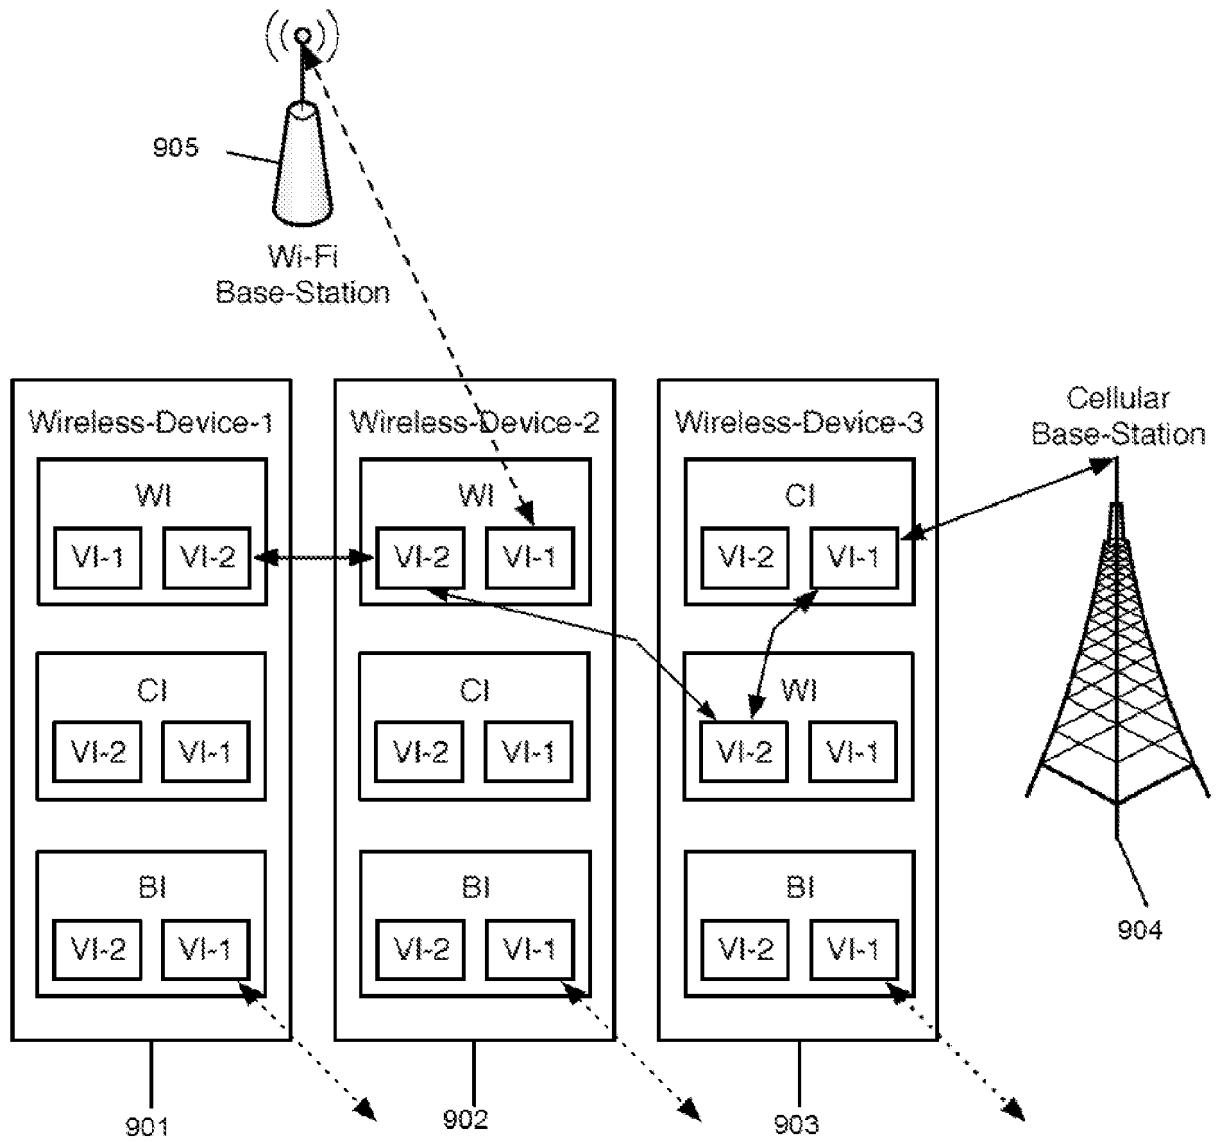 905
Wi-Fi
Base-Station
Cellular
Base-Station
Wireless-Device-1
WI
VI-1 VI-2
CI
VI-2 VI-1
BI
VI-2 VI-1
Wireless-Device-2
WI
VI-2 VI-1
CI
VI-2 VI-1
BI
VI-2 VI-1
Wireless-Device-3
CI
VI-2 VI-1
WI
VI-2 VI-1
BI
VI-2 VI-1
904
901
902
903